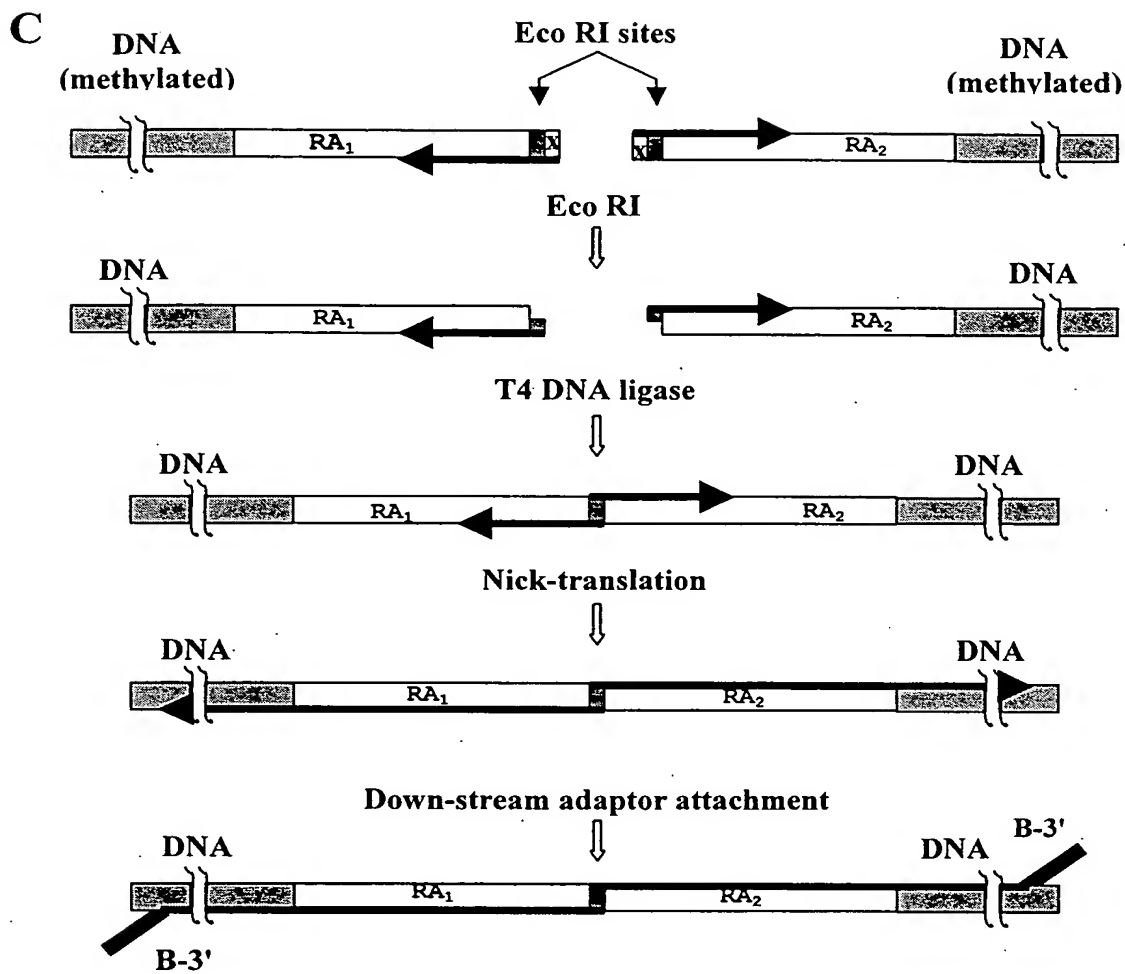 C
Eco RI sites
DNA
(methylated)
DNA
(methylated)
RA₁
X
X
RA₂
Eco RI
DNA
DNA
RA₁
RA₂
T4 DNA ligase
DNA
DNA
RA₁
RA₂
Nick-translation
DNA
DNA
RA₁
RA₂
Down-stream adaptor attachment
B-3'
DNA
DNA
RA₁
RA₂
B-3'